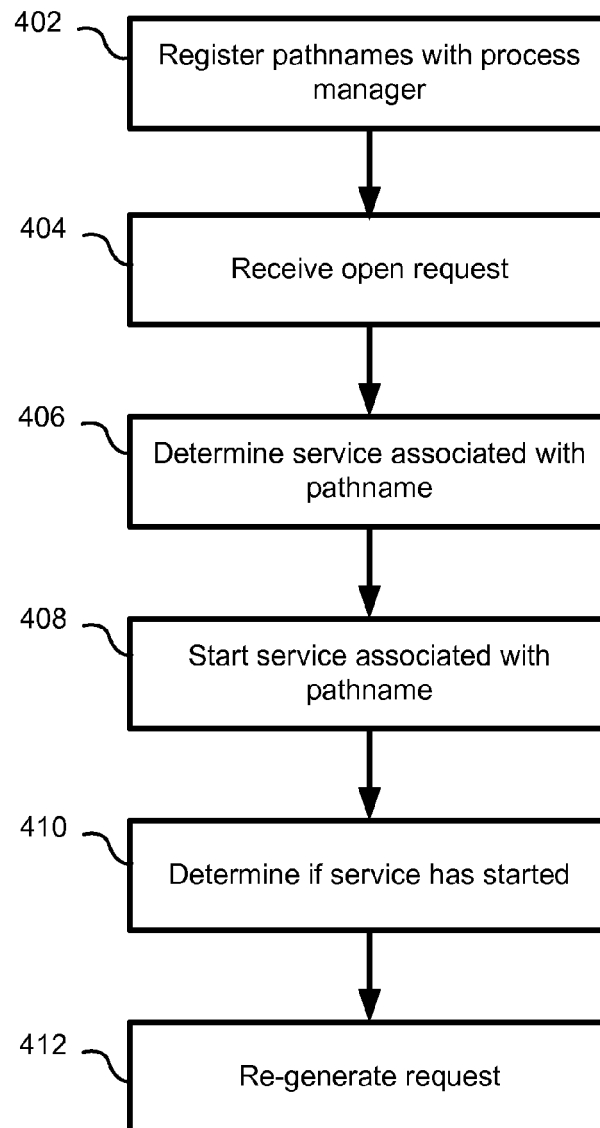 402
Register pathnames with process
manager
404
Receive open request
406
Determine service associated with
pathname
408
Start service associated with
pathname
410
Determine if service has started
412
Re-generate request